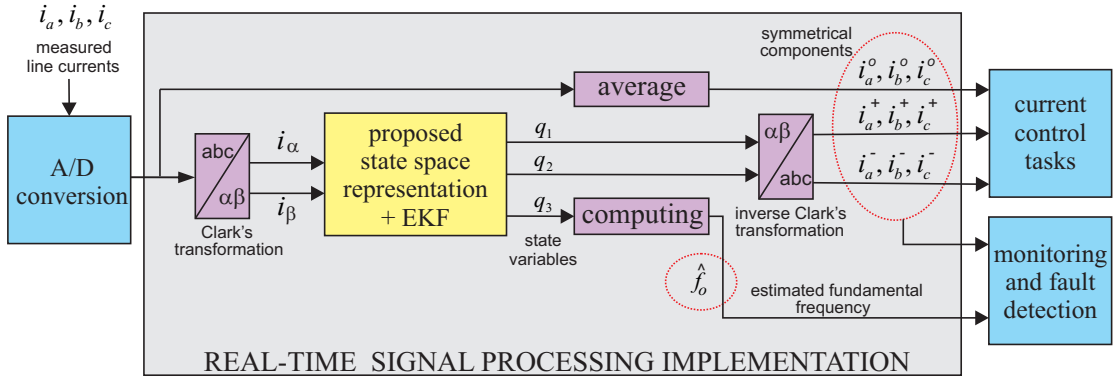 i_a, i_b, i_c
measured
line currents
A/D
conversion
abc
αβ
Clark's
transformation
i_α
i_β
proposed
state space
representation
+ EKF
q_1
q_2
q_3
state
variables
average
computing
f̂_o
αβ
abc
inverse Clark's
transformation
estimated fundamental
frequency
symmetrical
components
i_a^o, i_b^o, i_c^o
i_a^+, i_b^+, i_c^+
i_a^-, i_b^-, i_c^-
current
control
tasks
monitoring
and fault
detection
REAL-TIME SIGNAL PROCESSING IMPLEMENTATION